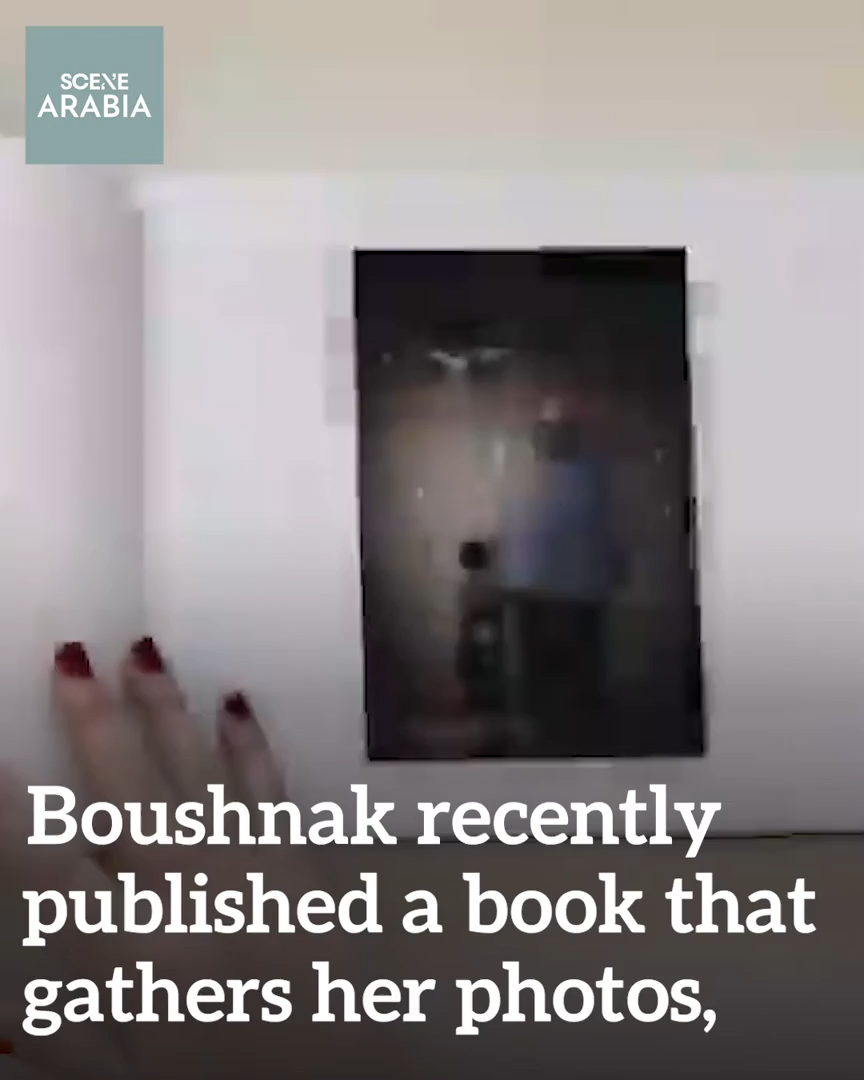 SCENE
ARABIA
Boushnak recently
published a book that
gathers her photos,